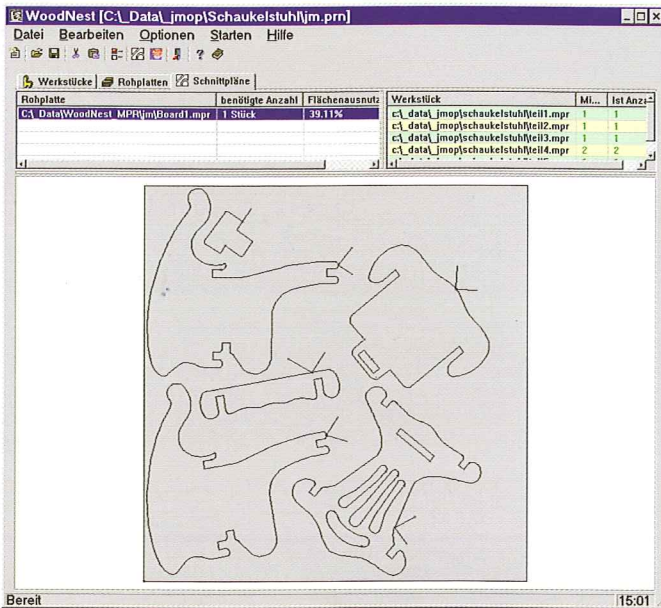 WoodNest [C:\_Data\_jmop\Schaukelstuhl\jm.prn]
Datei Bearbeiten Optionen Starten Hilfe
Werkstücke Rohplatten Schnittpläne
Rohplatte benötigte Anzahl Flächenausnutz
C:\_Data\WoodNest_MPR\jm\Board1.mpr 1 Stück 39.11%
Werkstück Mi... Ist Anza
c:\_data\_jmop\schaukelstuhl\teil1.mpr 1 1
c:\_data\_jmop\schaukelstuhl\teil2.mpr 1 1
c:\_data\_jmop\schaukelstuhl\teil3.mpr 1 1
c:\_data\_jmop\schaukelstuhl\teil4.mpr 2 2
Bereit 15:01